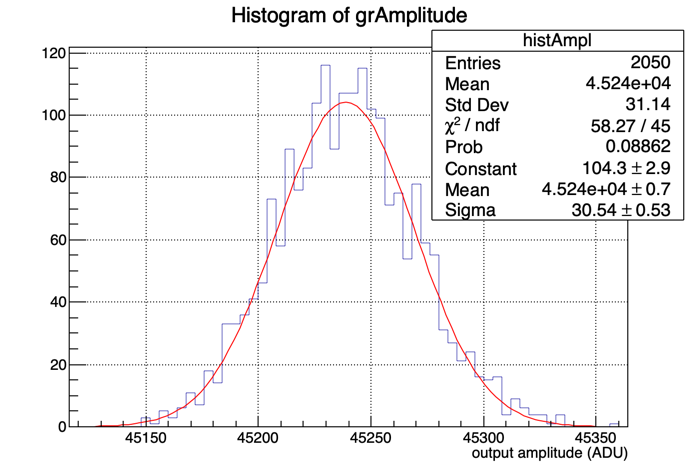 Histogram of grAmplitude
histAmpl
Entries 2050
Mean 4.524e+04
Std Dev 31.14
χ² / ndf 58.27 / 45
Prob 0.08862
Constant 104.3 ± 2.9
Mean 4.524e+04 ± 0.7
Sigma 30.54 ± 0.53
120
100
80
60
40
20
0
45150 45200 45250 45300 45350
output amplitude (ADU)